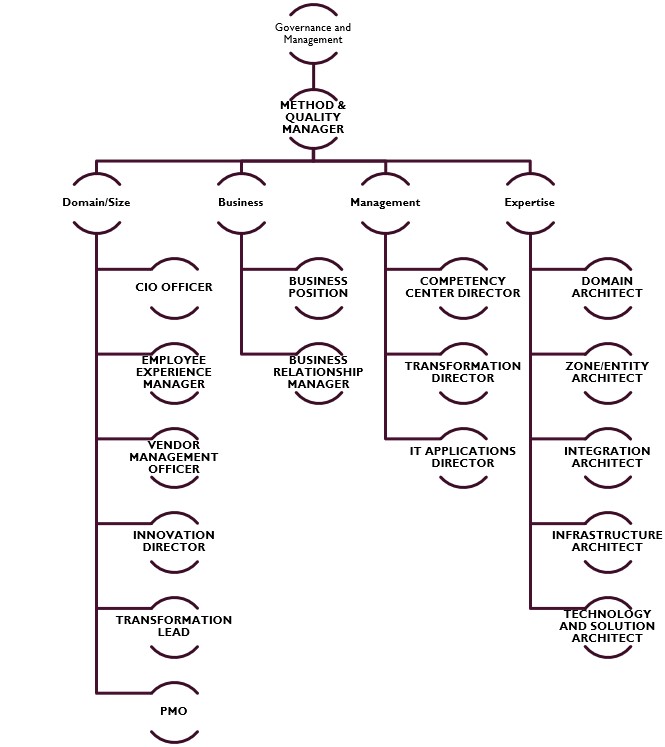 Governance and
Management
METHOD &
QUALITY
MANAGER
Domain/Size
Business
Management
Expertise
CIO OFFICER
EMPLOYEE
EXPERIENCE
MANAGER
VENDOR
MANAGEMENT
OFFICER
INNOVATION
DIRECTOR
TRANSFORMATION
LEAD
PMO
BUSINESS
POSITION
BUSINESS
RELATIONSHIP
MANAGER
COMPETENCY
CENTER DIRECTOR
TRANSFORMATION
DIRECTOR
IT APPLICATIONS
DIRECTOR
DOMAIN
ARCHITECT
ZONE/ENTITY
ARCHITECT
INTEGRATION
ARCHITECT
INFRASTRUCTURE
ARCHITECT
TECHNOLOGY
AND SOLUTION
ARCHITECT